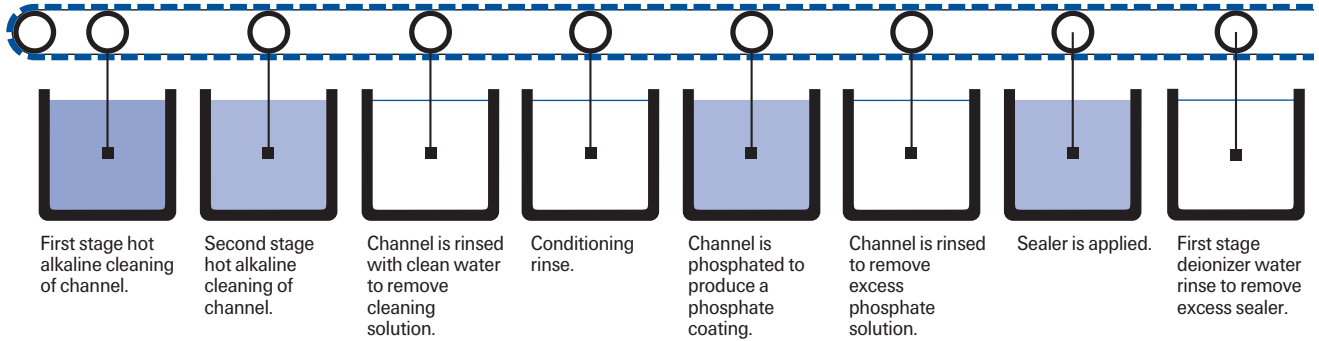 First stage hot
alkaline cleaning
of channel.
Second stage
hot alkaline
cleaning of
channel.
Channel is rinsed
with clean water
to remove
cleaning
solution.
Conditioning
rinse.
Channel is
phosphated to
produce a
phosphate
coating.
Channel is rinsed
to remove
excess
phosphate
solution.
Sealer is applied.
First stage
deionizer water
rinse to remove
excess sealer.